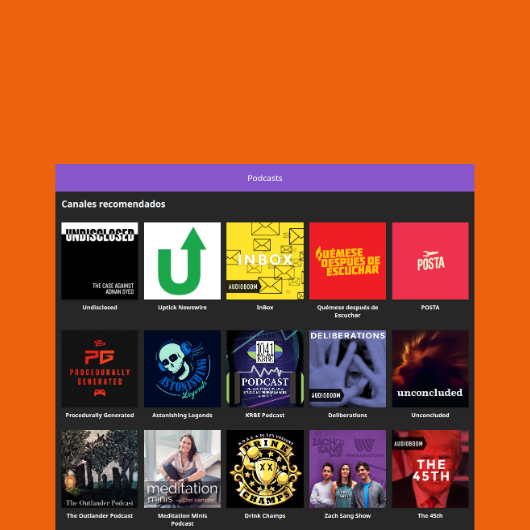 Podcasts
Canales recomendados
UNDISCLOSED
THE CASE AGAINST
ADNAN SYED
U
INBOX
AUDIOBOOM
QUÉMESE
DESPUÉS DE
ESCUCHAR
POSTA
Undisclosed
Uptick Newswire
InBox
Quémese después de
Escuchar
POSTA
PG
PROCEDURALLY
GENERATED
ASTONISHING
Legends
104.1
KRBE
PODCAST
DELIBERATIONS
AUDIOBOOM
unconcluded
Procedurally Generated
Astonishing Legends
KRBE Podcast
Deliberations
Unconcluded
The Outlander Podcast
meditation
minis
with Chel Hamilton
DRINK
CHAMPS
ZACH
SANG
SHOW
AUDIOBOOM
THE
45TH
The Outlander Podcast
Meditation Minis
Podcast
Drink Champs
Zach Sang Show
The 45th